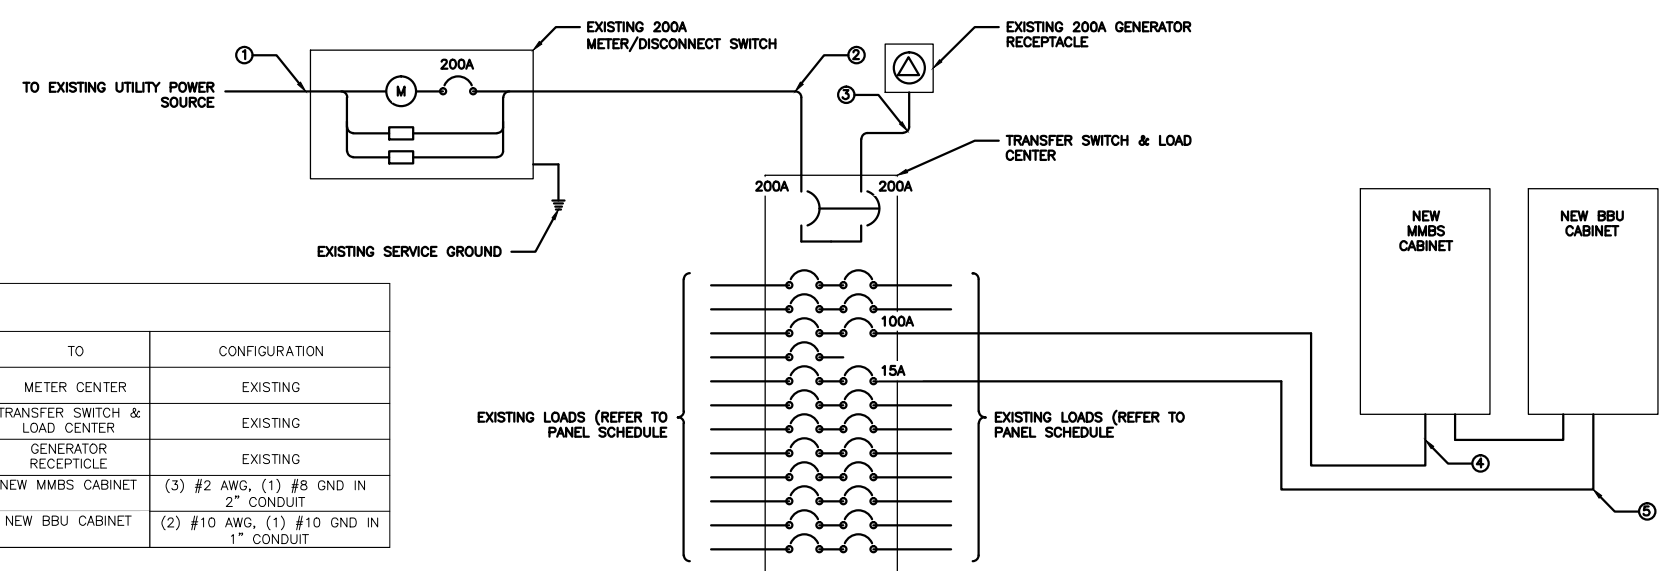 EXISTING 200A
METER/DISCONNECT SWITCH
EXISTING 200A GENERATOR
RECEPTACLE
1
2
200A
TO EXISTING UTILITY POWER
SOURCE
M
3
TRANSFER SWITCH & LOAD
CENTER
200A
200A
EXISTING SERVICE GROUND
NEW
MMBS
CABINET
NEW BBU
CABINET
100A
15A
EXISTING LOADS (REFER TO
PANEL SCHEDULE
EXISTING LOADS (REFER TO
PANEL SCHEDULE
4
5
TO
CONFIGURATION
METER CENTER
EXISTING
TRANSFER SWITCH &
LOAD CENTER
EXISTING
GENERATOR
RECEPTICLE
EXISTING
NEW MMBS CABINET
(3) #2 AWG, (1) #8 GND IN
2" CONDUIT
NEW BBU CABINET
(2) #10 AWG, (1) #10 GND IN
1" CONDUIT